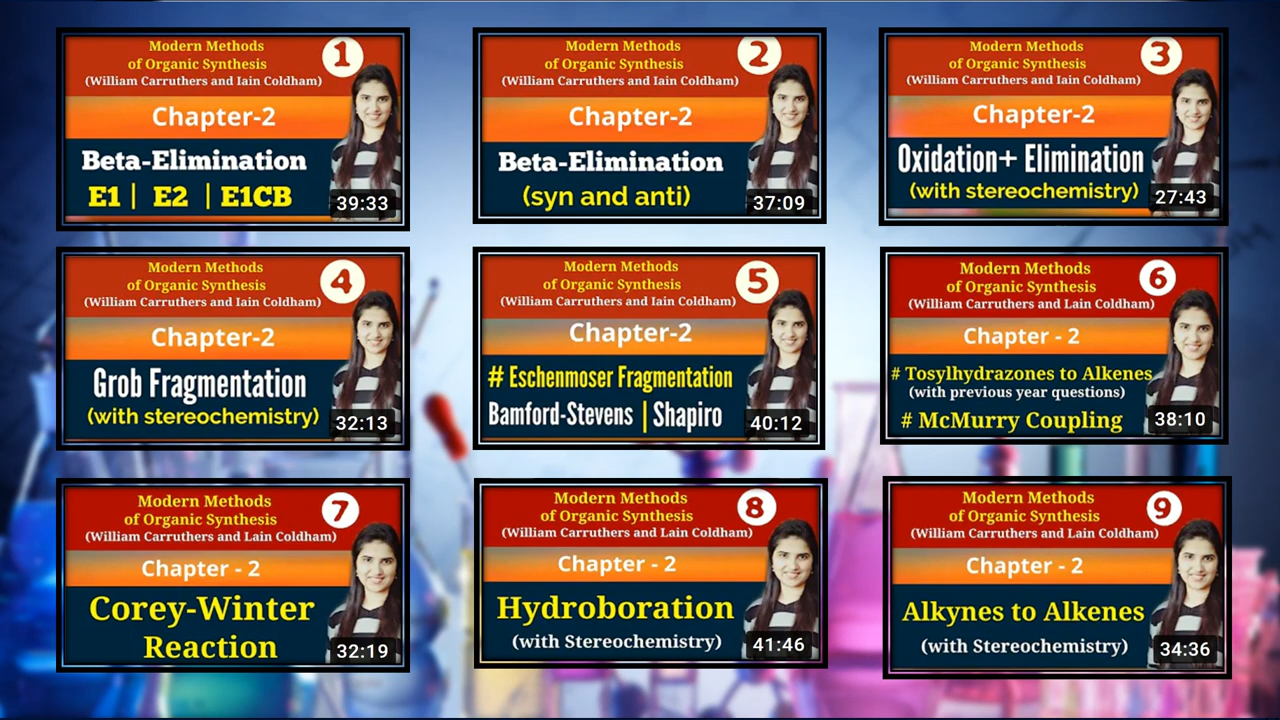 Modern Methods
of Organic Synthesis
(William Carruthers and Iain Coldham)
1
Chapter-2
Beta-Elimination
E1 | E2 | E1CB
39:33
Modern Methods
of Organic Synthesis
(William Carruthers and Iain Coldham)
2
Chapter-2
Beta-Elimination
(syn and anti)
37:09
Modern Methods
of Organic Synthesis
(William Carruthers and Iain Coldham)
3
Chapter-2
Oxidation+ Elimination
(with stereochemistry)
27:43
Modern Methods
of Organic Synthesis
(William Carruthers and Iain Coldham)
4
Chapter-2
Grob Fragmentation
(with stereochemistry)
32:13
Modern Methods
of Organic Synthesis
(William Carruthers and Iain Coldham)
5
Chapter-2
# Eschenmoser Fragmentation
Bamford-Stevens | Shapiro
40:12
Modern Methods
of Organic Synthesis
(William Carruthers and Lain Coldham)
6
Chapter - 2
# Tosylhydrazones to Alkenes
(with previous year questions)
# McMurry Coupling
38:10
Modern Methods
of Organic Synthesis
(William Carruthers and Lain Coldham)
7
Chapter - 2
Corey-Winter
Reaction
32:19
Modern Methods
of Organic Synthesis
(William Carruthers and Lain Coldham)
8
Chapter - 2
Hydroboration
(with Stereochemistry)
41:46
Modern Methods
of Organic Synthesis
(William Carruthers and Lain Coldham)
9
Chapter - 2
Alkynes to Alkenes
(with Stereochemistry)
34:36